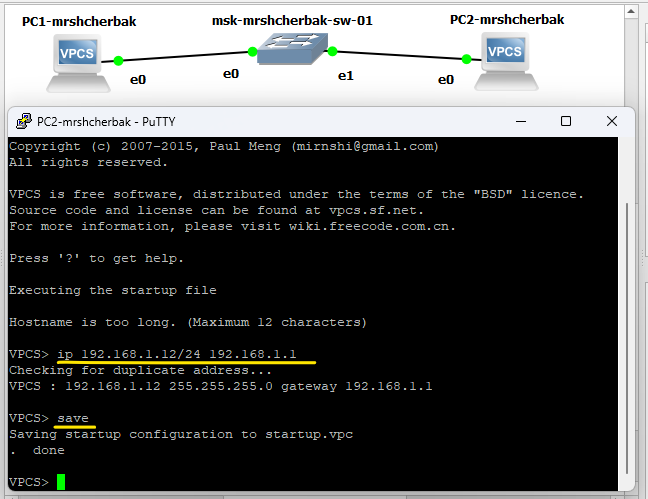 PC1-mrshcherbak
msk-mrshcherbak-sw-01
PC2-mrshcherbak
VPCS
VPCS
e0
e0
e1
e0
PC2-mrshcherbak - PuTTY
Copyright (c) 2007-2015, Paul Meng (mirnshi@gmail.com)
All rights reserved.
VPCS is free software, distributed under the terms of the "BSD" licence.
Source code and license can be found at vpcs.sf.net.
For more information, please visit wiki.freecode.com.cn.
Press '?' to get help.
Executing the startup file
Hostname is too long. (Maximum 12 characters)
VPCS> ip 192.168.1.12/24 192.168.1.1
Checking for duplicate address...
VPCS : 192.168.1.12 255.255.255.0 gateway 192.168.1.1
VPCS> save
Saving startup configuration to startup.vpc
.  done
VPCS>